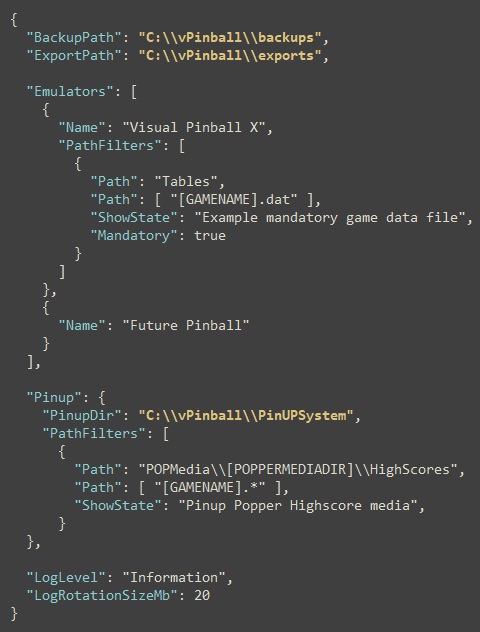 {
  "BackupPath": "C:\\vPinball\\backups",
  "ExportPath": "C:\\vPinball\\exports",

  "Emulators": [
    {
      "Name": "Visual Pinball X",
      "PathFilters": [
        {
          "Path": "Tables",
          "Path": [ "[GAMENAME].dat" ],
          "ShowState": "Example mandatory game data file",
          "Mandatory": true
        }
      ]
    },
    {
      "Name": "Future Pinball"
    }
  ],

  "Pinup": {
    "PinupDir": "C:\\vPinball\\PinUPSystem",
    "PathFilters": [
      {
        "Path": "POPMedia\\[POPPERMEDIADIR]\\HighScores",
        "Path": [ "[GAMENAME].*" ],
        "ShowState": "Pinup Popper Highscore media",
      }
  },

  "LogLevel": "Information",
  "LogRotationSizeMb": 20
}